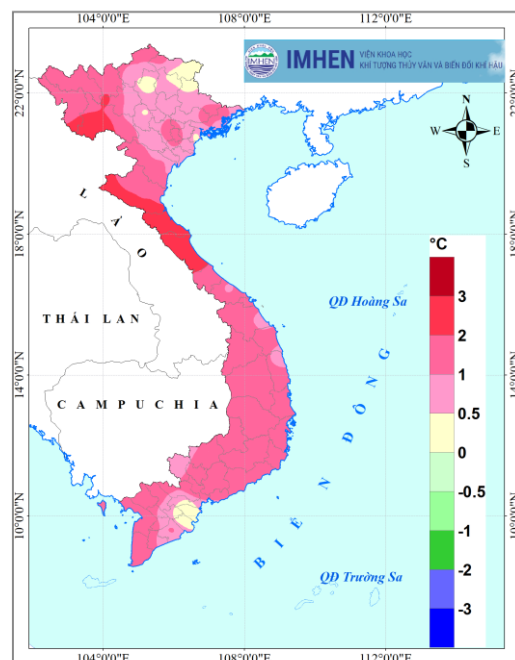 104°0'0"E 108°0'0"E 112°0'0"E
IMHEN VIỆN KHOA HỌC
KHÍ TƯỢNG THỦY VĂN VÀ BIẾN ĐỔI KHÍ HẬU
22°0'0"N
N
W E
S
LÀO
18°0'0"N
°C
QĐ Hoàng Sa
THÁI LAN
3
2
1
0.5
0
-0.5
-1
-2
-3
14°0'0"N
CAMPUCHIA
BIỂN ĐÔNG
10°0'0"N
QĐ Trường Sa
104°0'0"E 108°0'0"E 112°0'0"E